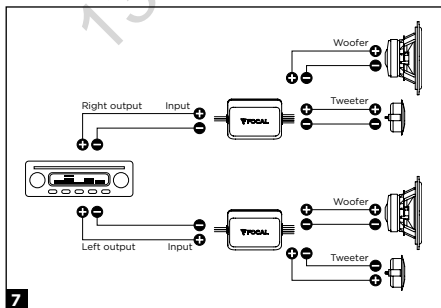 Woofer
Right output Input Tweeter
FOCAL
Woofer
FOCAL
Left output Input Tweeter
7